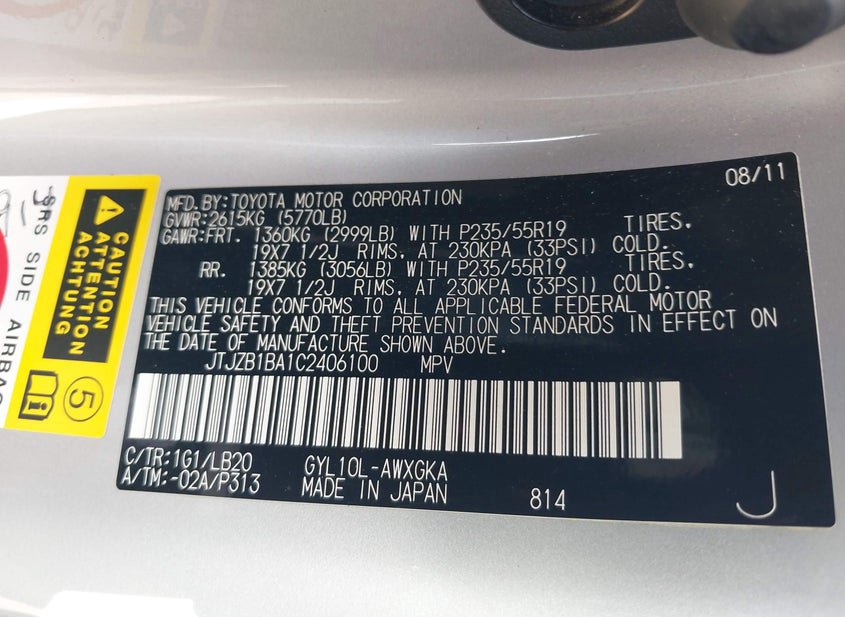 08/11
MFD.BY:TOYOTA MOTOR CORPORATION
GVWR:2615KG (5770LB)
GAWR:FRT. 1360KG (2999LB) WITH P235/55R19 TIRES.
19X7 1/2J RIMS, AT 230KPA (33PSI) COLD.
RR. 1385KG (3056LB) WITH P235/55R19 TIRES.
19X7 1/2J RIMS, AT 230KPA (33PSI) COLD.
THIS VEHICLE CONFORMS TO ALL APPLICABLE FEDERAL MOTOR
VEHICLE SAFETY AND THEFT PREVENTION STANDARDS IN EFFECT ON
THE DATE OF MANUFACTURE SHOWN ABOVE.
JTJZB1BA1C2406100 MPV
C/TR:1G1/LB20 GYL10L-AWXGKA
A/TM:-02A/P313 MADE IN JAPAN 814
J
CAUTION
ATTENTION
ACHTUNG
5
i
SRS SIDE AIRBAG